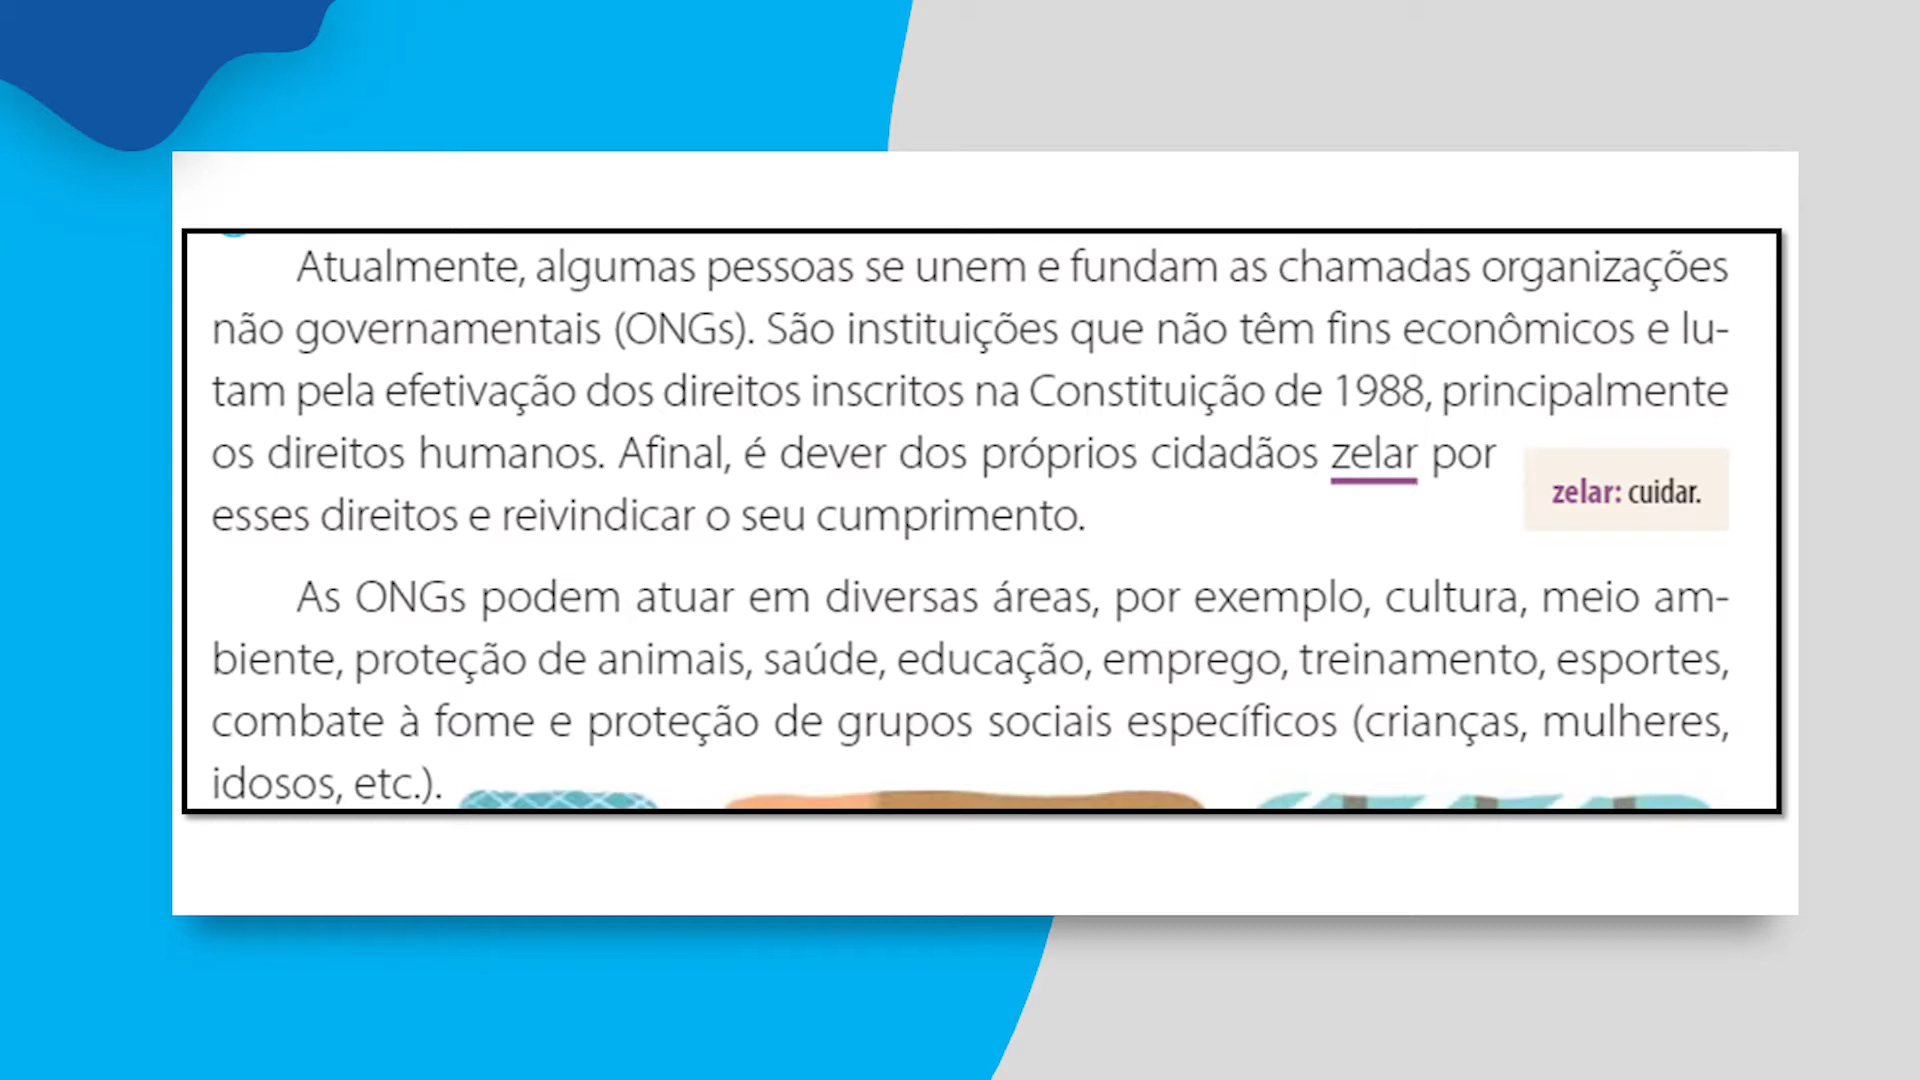 Atualmente, algumas pessoas se unem e fundam as chamadas organizações
não governamentais (ONGs). São instituições que não têm fins econômicos e lu-
tam pela efetivação dos direitos inscritos na Constituição de 1988, principalmente
os direitos humanos. Afinal, é dever dos próprios cidadãos zelar por
esses direitos e reivindicar o seu cumprimento.
zelar: cuidar.
As ONGs podem atuar em diversas áreas, por exemplo, cultura, meio am-
biente, proteção de animais, saúde, educação, emprego, treinamento, esportes,
combate à fome e proteção de grupos sociais específicos (crianças, mulheres,
idosos, etc.).